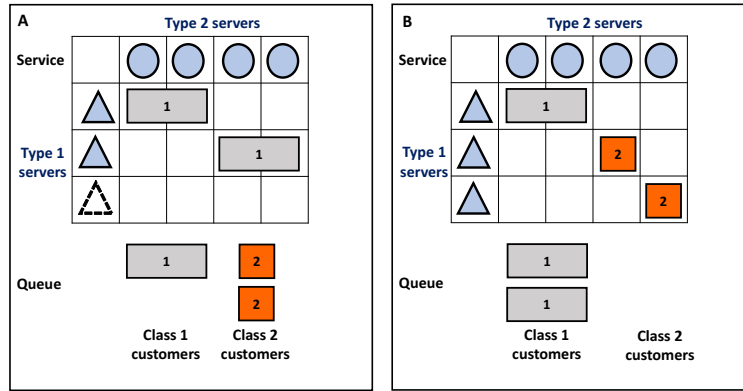 A
Type 2 servers
Service
1
1
Type 1
servers
1
2
2
Queue
Class 1
customers
Class 2
customers
B
Type 2 servers
Service
1
2
Type 1
servers
2
1
1
Queue
Class 1
customers
Class 2
customers